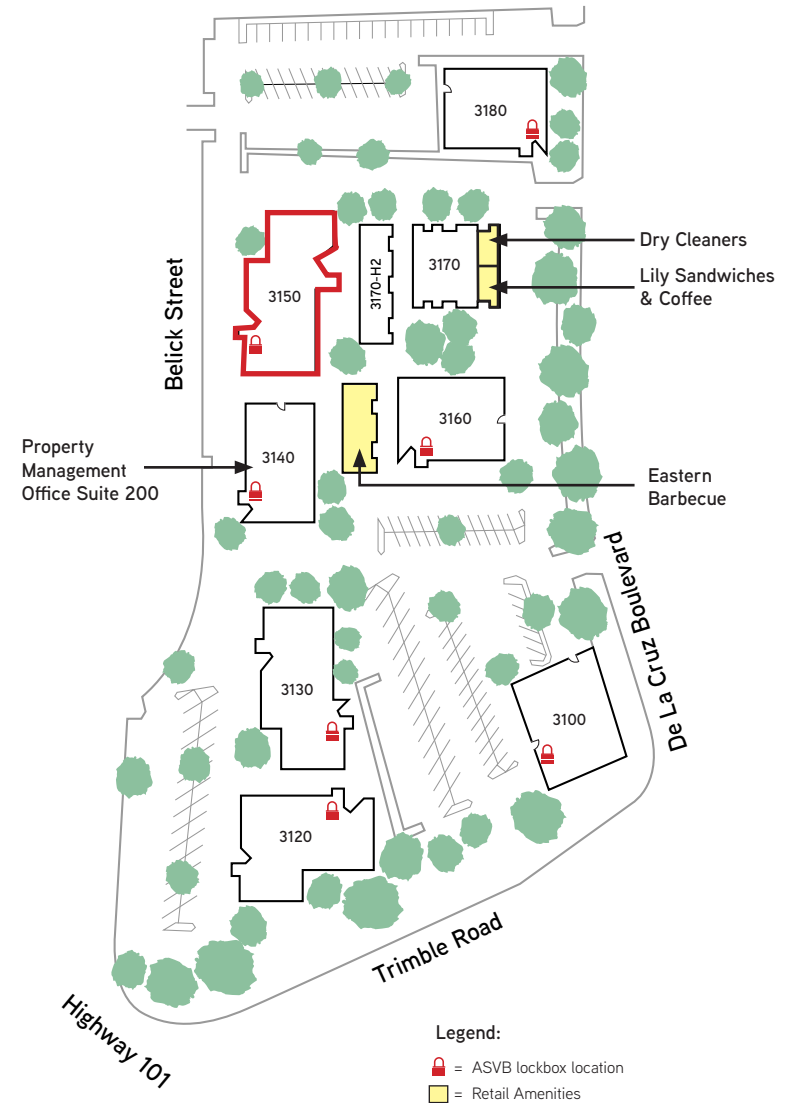 3180
Dry Cleaners
Lily Sandwiches
& Coffee
3170
3170-H2
3150
Belick Street
3160
3140
Property
Management
Office Suite 200
Eastern
Barbecue
De La Cruz Boulevard
3130
3100
3120
Trimble Road
Highway 101
Legend:
= ASVB lockbox location
= Retail Amenities